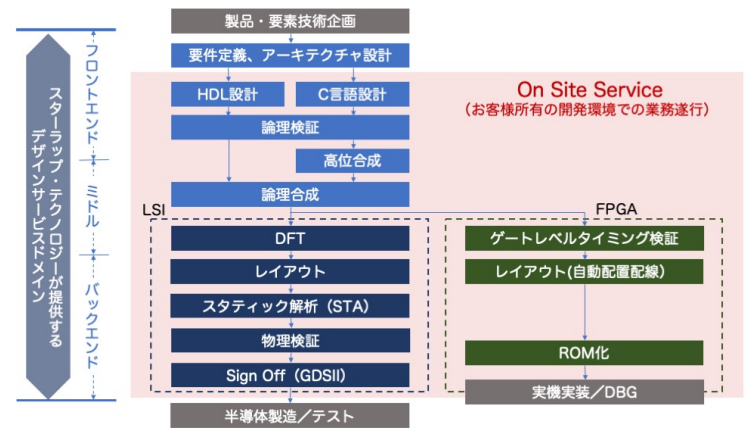 製品・要素技術企画
要件定義、アーキテクチャ設計
On Site Service
（お客様所有の開発環境での業務遂行）
HDL設計
C言語設計
論理検証
高位合成
論理合成
スターラップ・テクノロジーが提供する
デザインサービスドメイン
フロントエンド
ミドル
バックエンド
LSI
DFT
レイアウト
スタティック解析（STA）
物理検証
Sign Off（GDSII）
半導体製造／テスト
FPGA
ゲートレベルタイミング検証
レイアウト(自動配置配線）
ROM化
実機実装／DBG